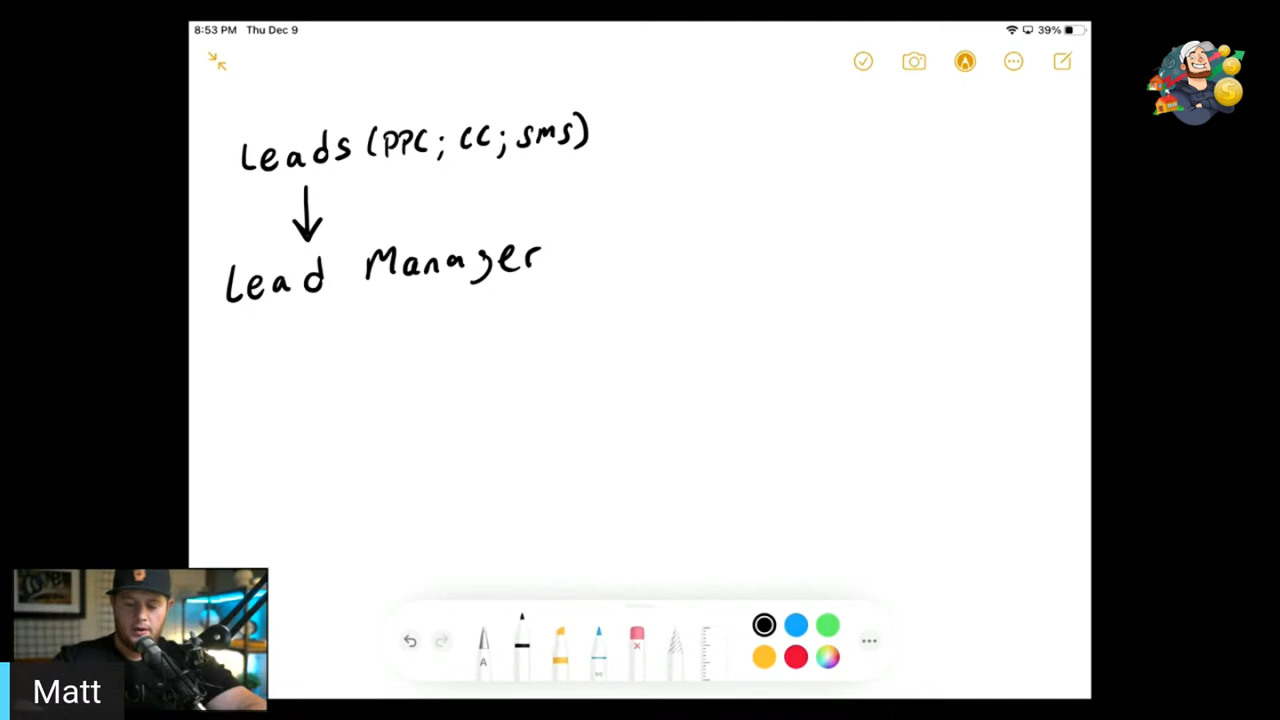 8:53 PM Thu Dec 9
39%
Leads (PPC; CC; SMS)
Lead Manager
Matt